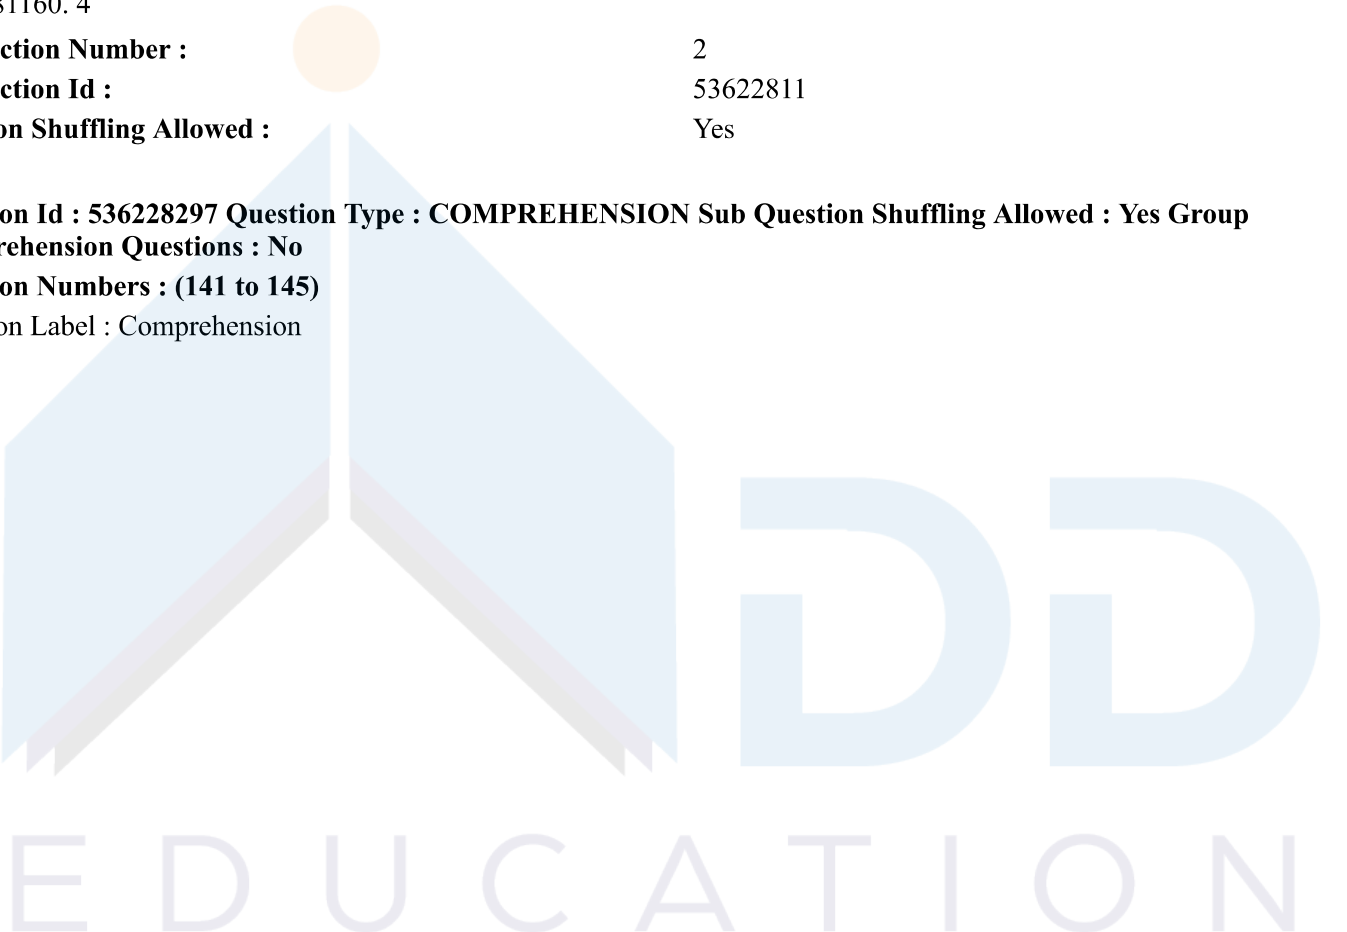 31160. 4
ction Number : 2
ction Id : 53622811
on Shuffling Allowed : Yes
on Id : 536228297 Question Type : COMPREHENSION Sub Question Shuffling Allowed : Yes Group
rehension Questions : No
on Numbers : (141 to 145)
on Label : Comprehension
DD
EDUCATION